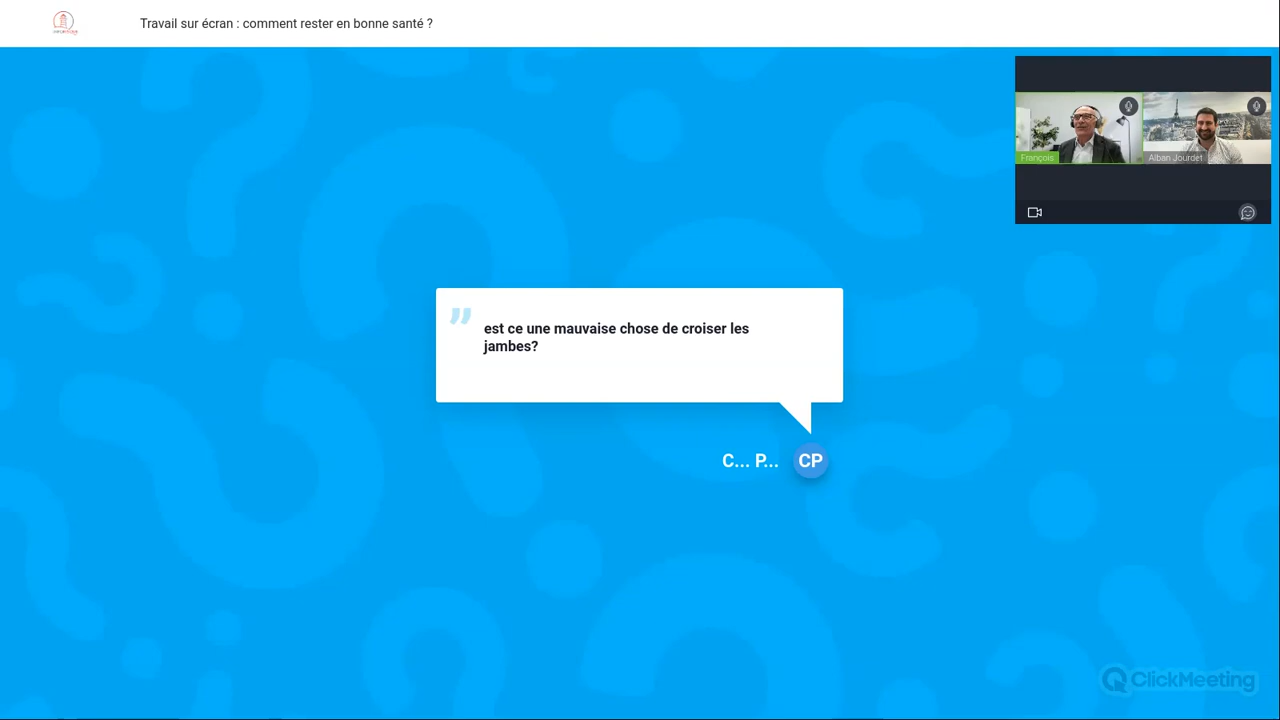 Travail sur écran : comment rester en bonne santé ?
François
Alban Jourdet
est ce une mauvaise chose de croiser les
jambes?
C... P...
CP
ClickMeeting